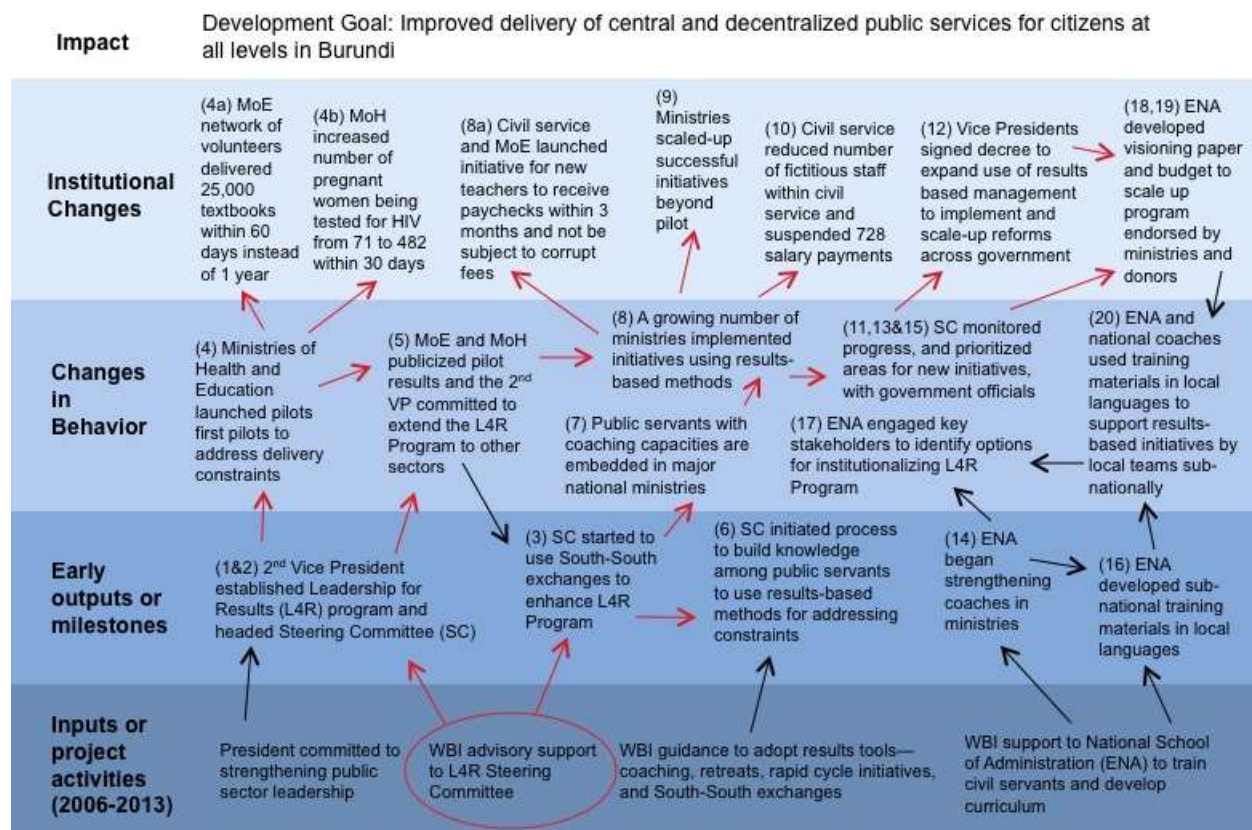 Impact
Development Goal: Improved delivery of central and decentralized public services for citizens at
all levels in Burundi
Institutional
Changes
(4a) MoE
network of
volunteers
delivered
25,000
textbooks
within 60
days instead
of 1 year
(4b) MoH
increased
number of
pregnant
women being
tested for HIV
from 71 to 482
within 30 days
(8a) Civil service
and MoE launched
initiative for new
teachers to receive
paychecks within 3
months and not be
subject to corrupt
fees
(9)
Ministries
scaled-up
successful
initiatives
beyond
pilot
(10) Civil service
reduced number
of fictitious staff
within civil
service and
suspended 728
salary payments
(12) Vice Presidents
signed decree to
expand use of results
based management
to implement and
scale-up reforms
across government
(18,19) ENA
developed
visioning paper
and budget to
scale up
program
endorsed by
ministries and
donors
Changes
in
Behavior
(4) Ministries of
Health and
Education
launched pilots
first pilots to
address delivery
constraints
(5) MoE and MoH
publicized pilot
results and the 2nd
VP committed to
extend the L4R
Program to other
sectors
(8) A growing number of
ministries implemented
initiatives using results-
based methods
(7) Public servants with
coaching capacities are
embedded in major
national ministries
(11,13&15) SC monitored
progress, and prioritized
areas for new initiatives,
with government officials
(17) ENA engaged key
stakeholders to identify options
for institutionalizing L4R
Program
(20) ENA and
national coaches
used training
materials in local
languages to
support results-
based initiatives by
local teams sub-
nationally
Early
outputs or
milestones
(1&2) 2nd Vice President
established Leadership for
Results (L4R) program and
headed Steering Committee (SC)
(3) SC started to
use South-South
exchanges to
enhance L4R
Program
(6) SC initiated process
to build knowledge
among public servants
to use results-based
methods for addressing
constraints
(14) ENA
began
strengthening
coaches in
ministries
(16) ENA
developed sub-
national training
materials in local
languages
Inputs or
project
activities
(2006-2013)
President committed to
strengthening public
sector leadership
WBI advisory support
to L4R Steering
Committee
WBI guidance to adopt results tools—
coaching, retreats, rapid cycle initiatives,
and South-South exchanges
WBI support to National School
of Administration (ENA) to train
civil servants and develop
curriculum